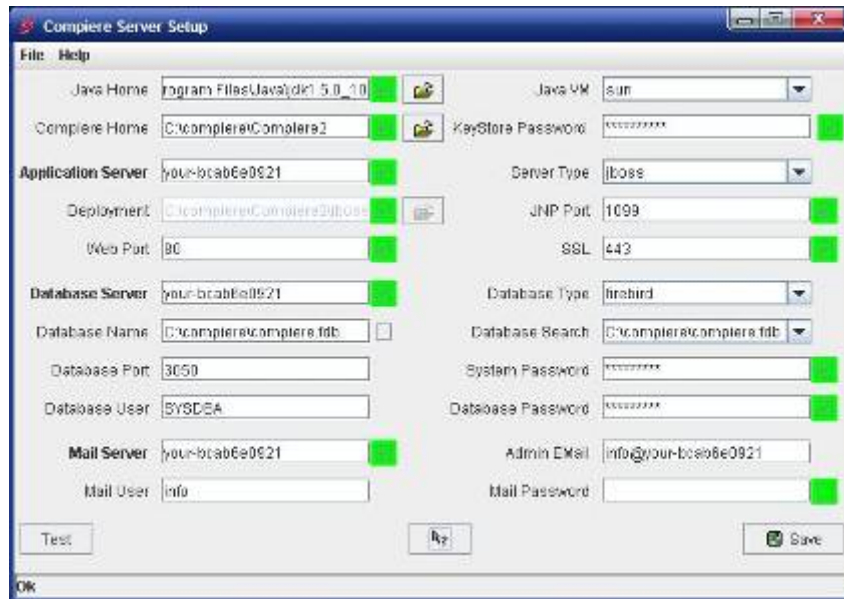 Compiere Server Setup
File Help
Java Home rogram Files\Java\jdk1.5.0_10 Java VM sun
Compiere Home C:\compiere\Compiere2 KeyStore Password **********
Application Server your-bcab6e0921 Server Type jboss
Deployment C:\compiere\Compiere2\jboss JNP Port 1099
Web Port 80 SSL 443
Database Server your-bcab6e0921 Database Type firebird
Database Name C:\compiere\compiere.fdb Database Search C:\compiere\compiere.fdb
Database Port 3050 System Password *********
Database User SYSDBA Database Password *********
Mail Server your-bcab6e0921 Admin EMail info@your-bcab6e0921
Mail User info Mail Password
Test Save
Ok